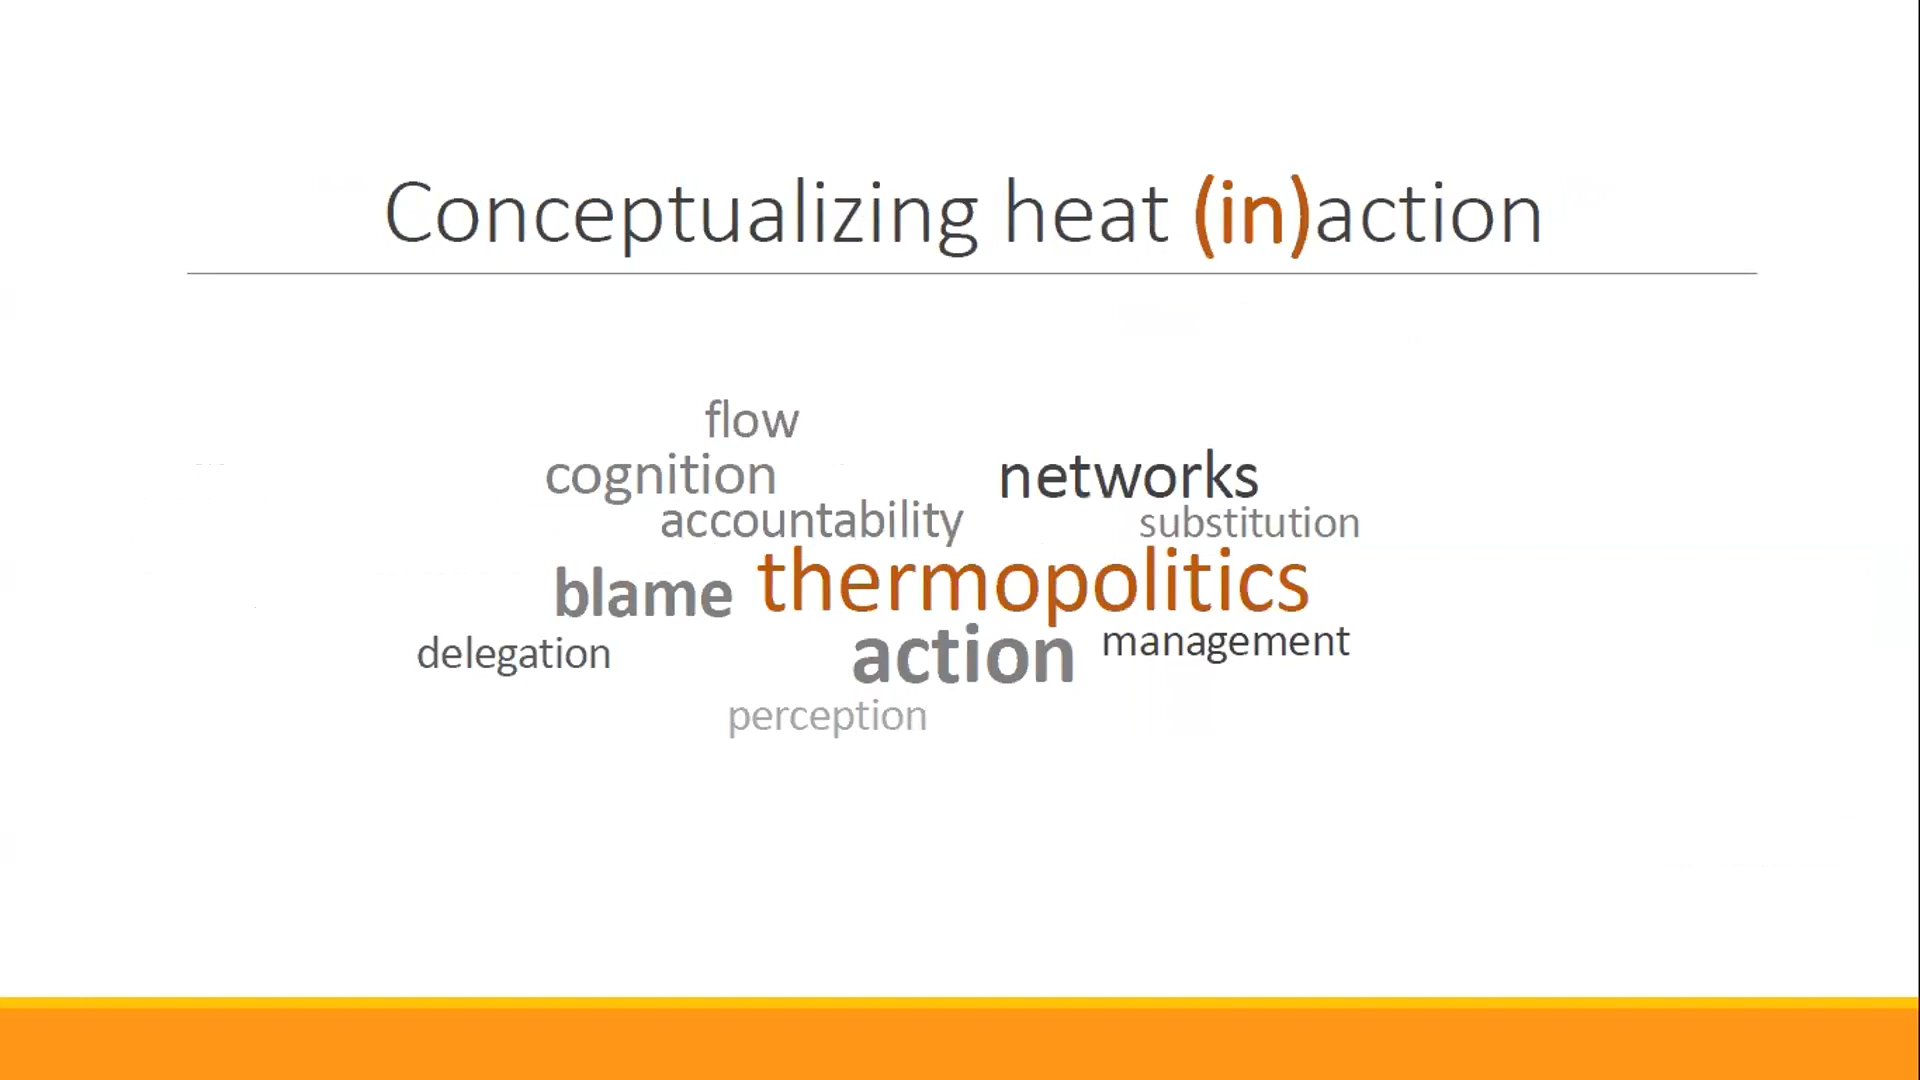 Conceptualizing heat (in)action
flow
cognition
networks
accountability
substitution
blame
thermopolitics
delegation
action
management
perception